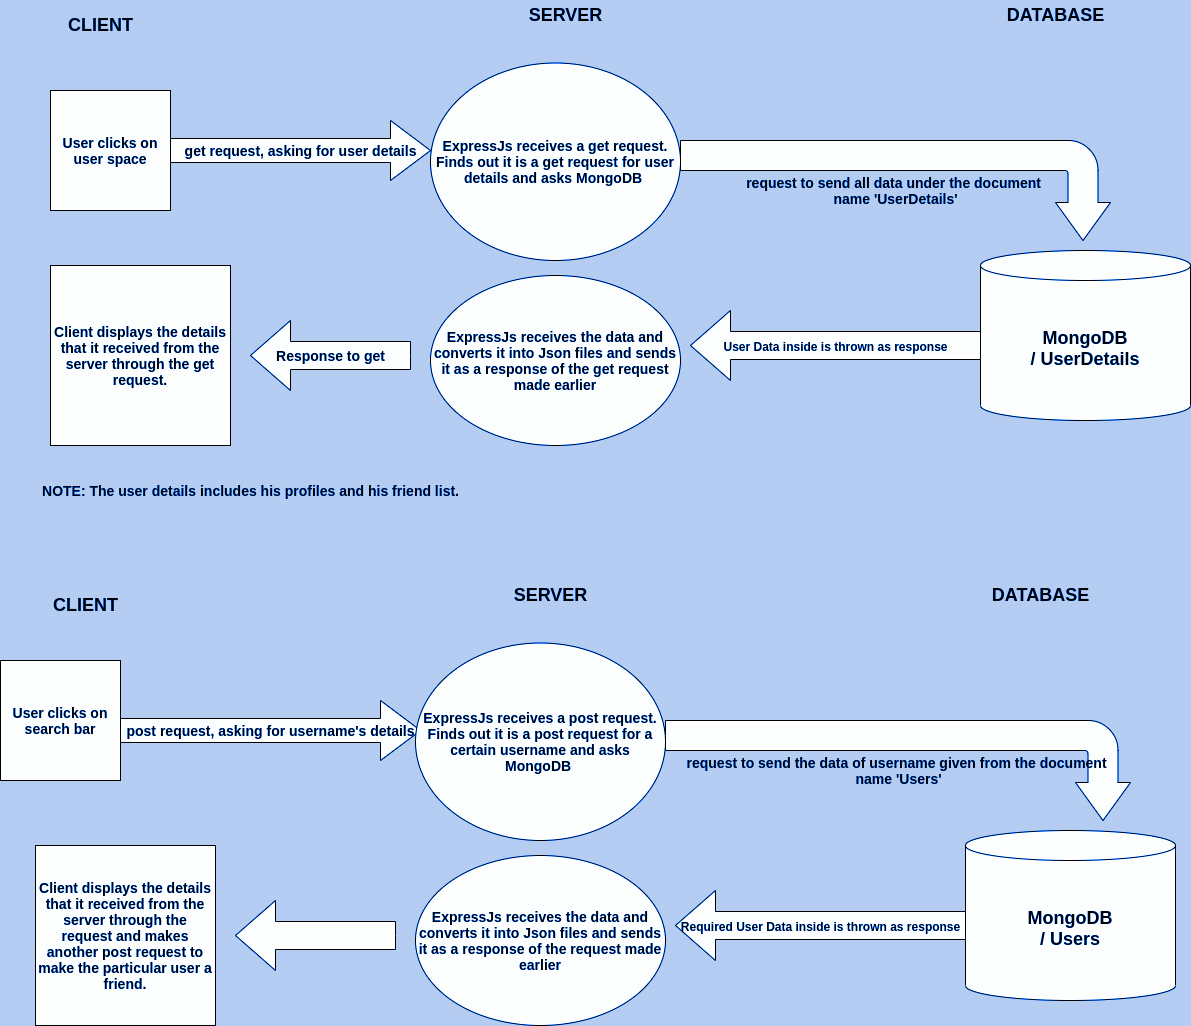 CLIENT
SERVER
DATABASE
User clicks on
user space
get request, asking for user details
ExpressJs receives a get request.
Finds out it is a get request for user
details and asks MongoDB
request to send all data under the document
name 'UserDetails'
Client displays the details
that it received from the
server through the get
request.
Response to get
ExpressJs receives the data and
converts it into Json files and sends
it as a response of the get request
made earlier
User Data inside is thrown as response
MongoDB
/ UserDetails
NOTE: The user details includes his profiles and his friend list.
CLIENT
SERVER
DATABASE
User clicks on
search bar
post request, asking for username's details
ExpressJs receives a post request.
Finds out it is a post request for a
certain username and asks
MongoDB
request to send the data of username given from the document
name 'Users'
Client displays the details
that it received from the
server through the
request and makes
another post request to
make the particular user a
friend.
ExpressJs receives the data and
converts it into Json files and sends
it as a response of the request made
earlier
Required User Data inside is thrown as response
MongoDB
/ Users